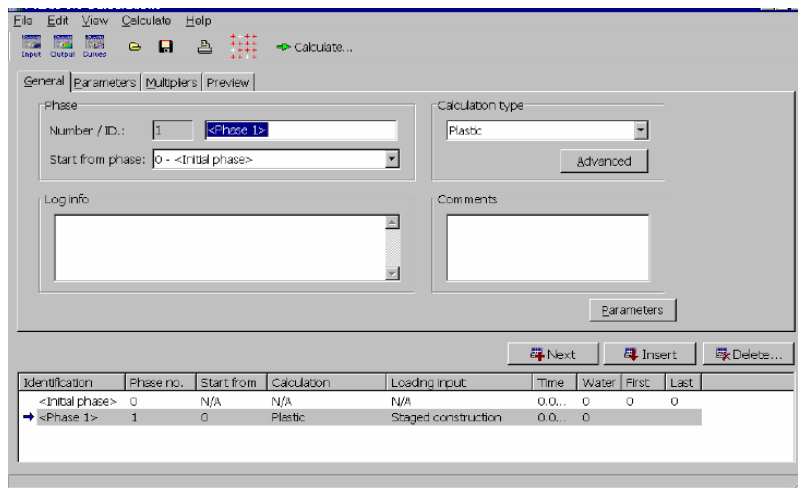 File Edit View Calculate Help
Input Output Curves Calculate...
General Parameters Multipliers Preview
Phase
Number / ID.: 1 <Phase 1>
Start from phase: 0 - <Initial phase>
Calculation type
Plastic
Advanced
Log info
Comments
Parameters
Next Insert Delete...
Identification Phase no. Start from Calculation Loading input Time Water First Last
<Initial phase> 0 N/A N/A N/A 0.0... 0 0 0
<Phase 1> 1 0 Plastic Staged construction 0.0... 0